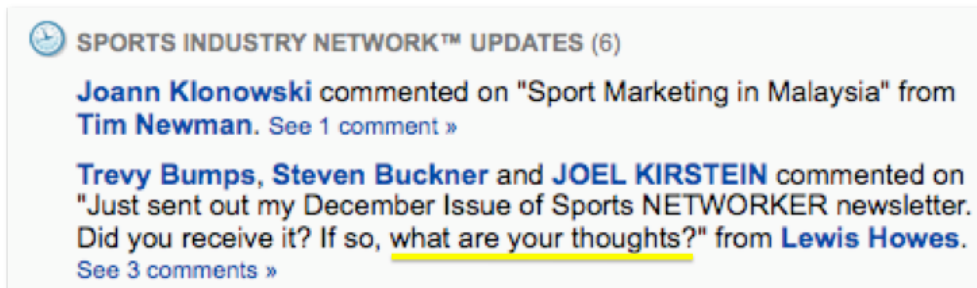 SPORTS INDUSTRY NETWORK™ UPDATES (6)
Joann Klonowski commented on "Sport Marketing in Malaysia" from
Tim Newman. See 1 comment »
Trevy Bumps, Steven Buckner and JOEL KIRSTEIN commented on
"Just sent out my December Issue of Sports NETWORKER newsletter.
Did you receive it? If so, what are your thoughts?" from Lewis Howes.
See 3 comments »